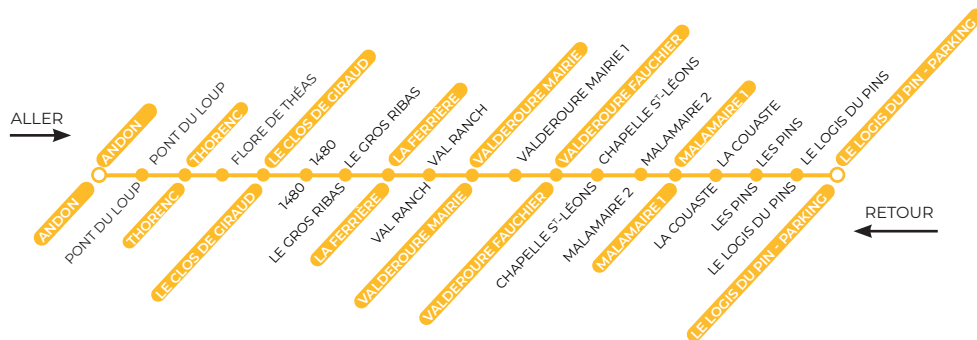 ALLER
ANDON
PONT DU LOUP
THORENC
FLORE DE THÉAS
LE CLOS DE GIRAUD
1480
LE GROS RIBAS
LA FERRIÈRE
VAL RANCH
VALDEROURE MAIRIE
VALDEROURE MAIRIE 1
VALDEROURE FAUCHIER
CHAPELLE ST-LÉONS
MALAMAIRE 2
MALAMAIRE 1
LA COUASTE
LES PINS
LE LOGIS DU PINS
LE LOGIS DU PIN - PARKING
ANDON
PONT DU LOUP
THORENC
LE CLOS DE GIRAUD
1480
LE GROS RIBAS
LA FERRIÈRE
VAL RANCH
VALDEROURE MAIRIE
VALDEROURE FAUCHIER
CHAPELLE ST-LÉONS
MALAMAIRE 2
MALAMAIRE 1
LA COUASTE
LES PINS
LE LOGIS DU PINS
LE LOGIS DU PIN - PARKING
RETOUR